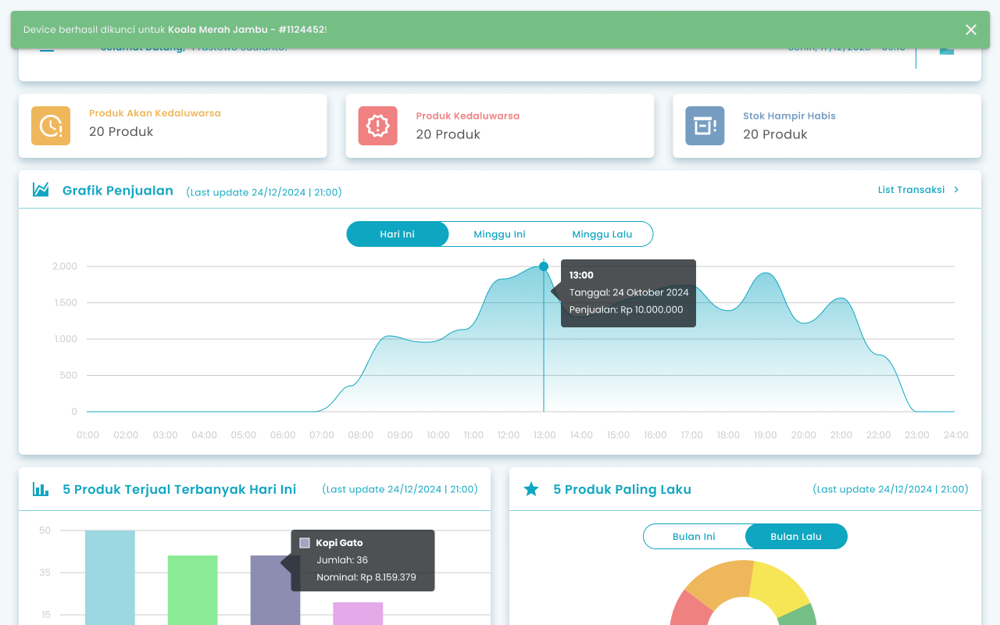 Device berhasil dikunci untuk Koala Merah Jambu - #1124452!
Produk Akan Kedaluwarsa
20 Produk
Produk Kedaluwarsa
20 Produk
Stok Hampir Habis
20 Produk
Grafik Penjualan (Last update 24/12/2024 | 21:00)
List Transaksi
Hari Ini Minggu Ini Minggu Lalu
2.000
1.500
1.000
500
0
13:00
Tanggal: 24 Oktober 2024
Penjualan: Rp 10.000.000
01:00 02:00 03:00 04:00 05:00 06:00 07:00 08:00 09:00 10:00 11:00 12:00 13:00 14:00 15:00 16:00 17:00 18:00 19:00 20:00 21:00 22:00 23:00 24:00
5 Produk Terjual Terbanyak Hari Ini (Last update 24/12/2024 | 21:00)
50
35
15
Kopi Gato
Jumlah: 36
Nominal: Rp 8.159.379
5 Produk Paling Laku (Last update 24/12/2024 | 21:00)
Bulan Ini Bulan Lalu